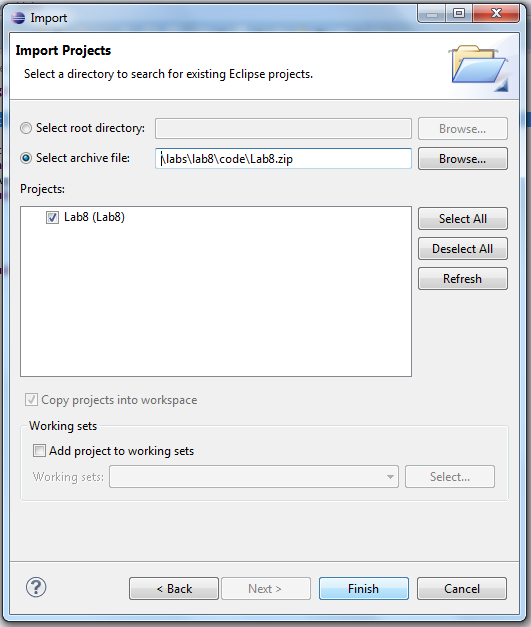 Import
Import Projects
Select a directory to search for existing Eclipse projects.
Select root directory: Browse...
Select archive file: \labs\lab8\code\Lab8.zip Browse...
Projects:
Lab8 (Lab8)
Select All
Deselect All
Refresh
Copy projects into workspace
Working sets
Add project to working sets
Working sets: Select...
? < Back Next > Finish Cancel